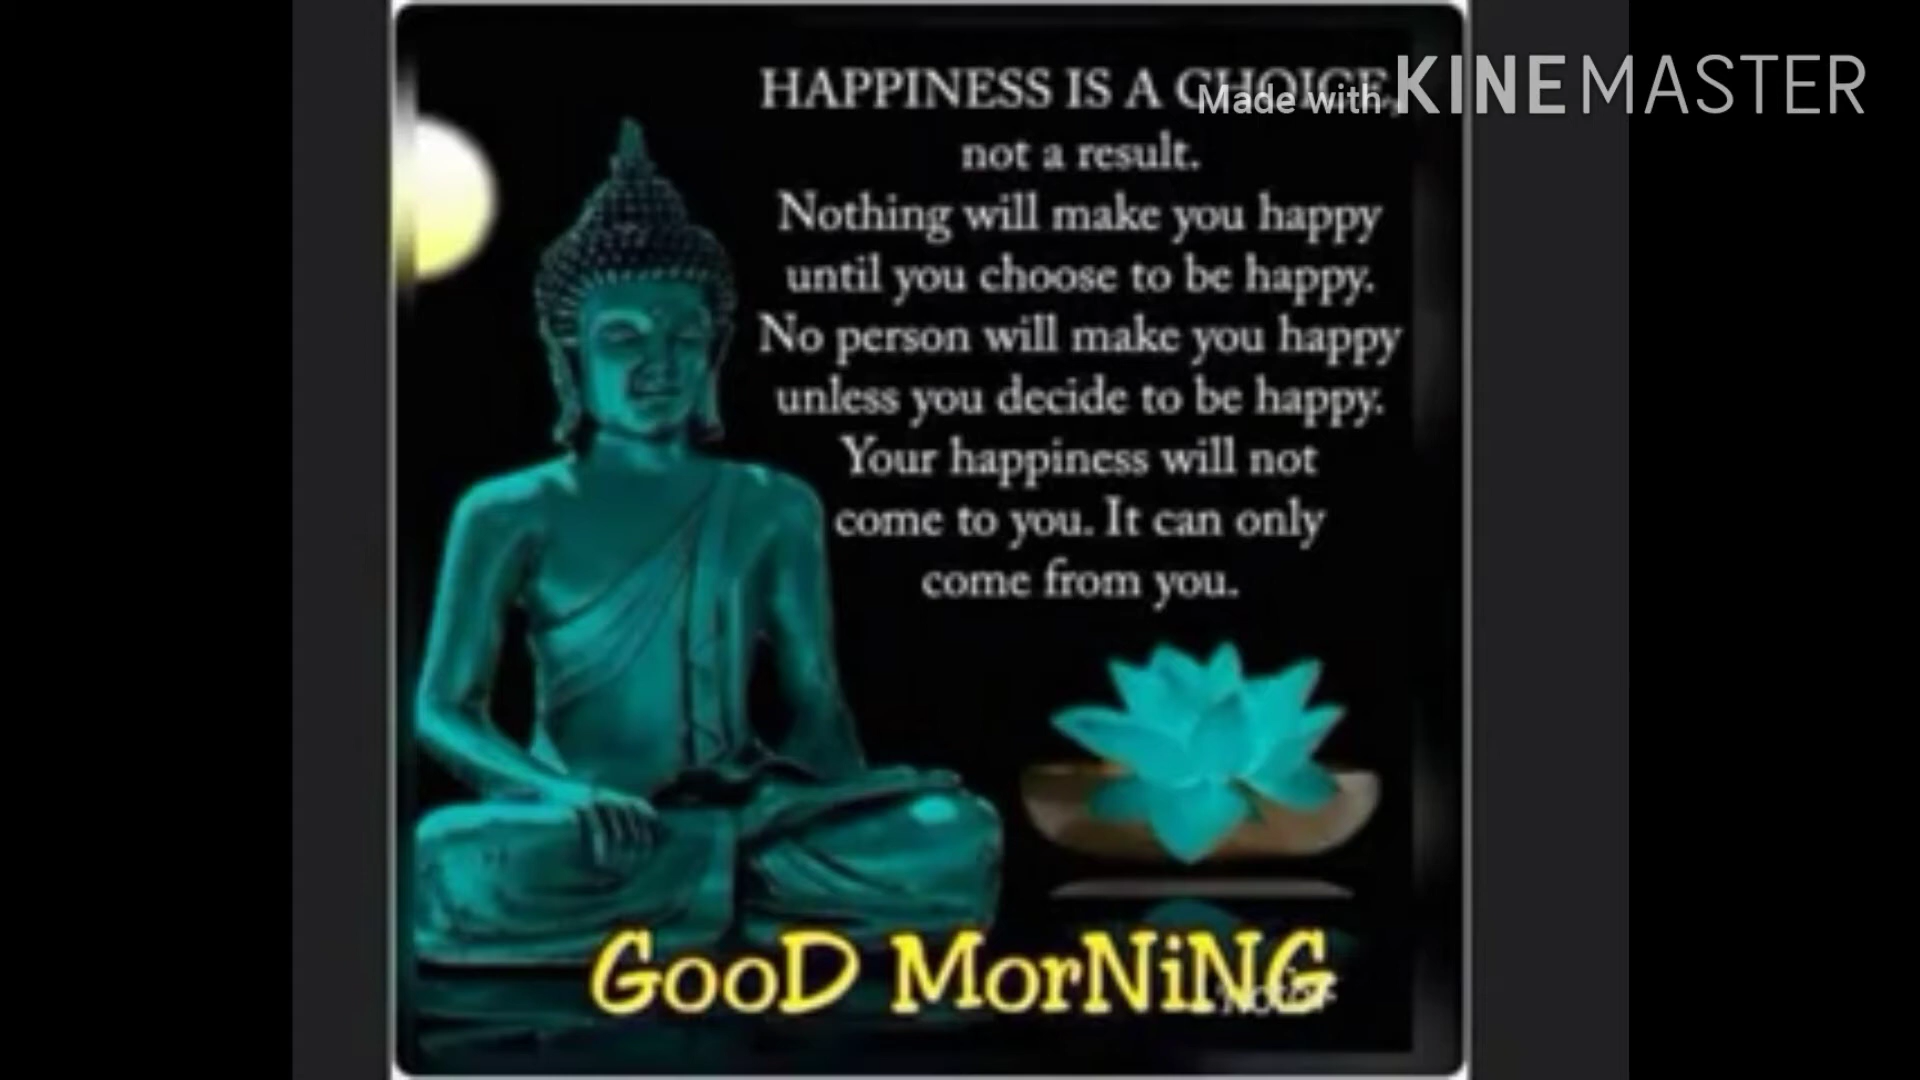 HAPPINESS IS A CHOICE,
Made with KINEMASTER
not a result.
Nothing will make you happy
until you choose to be happy.
No person will make you happy
unless you decide to be happy.
Your happiness will not
come to you. It can only
come from you.
GooD MorNiNG